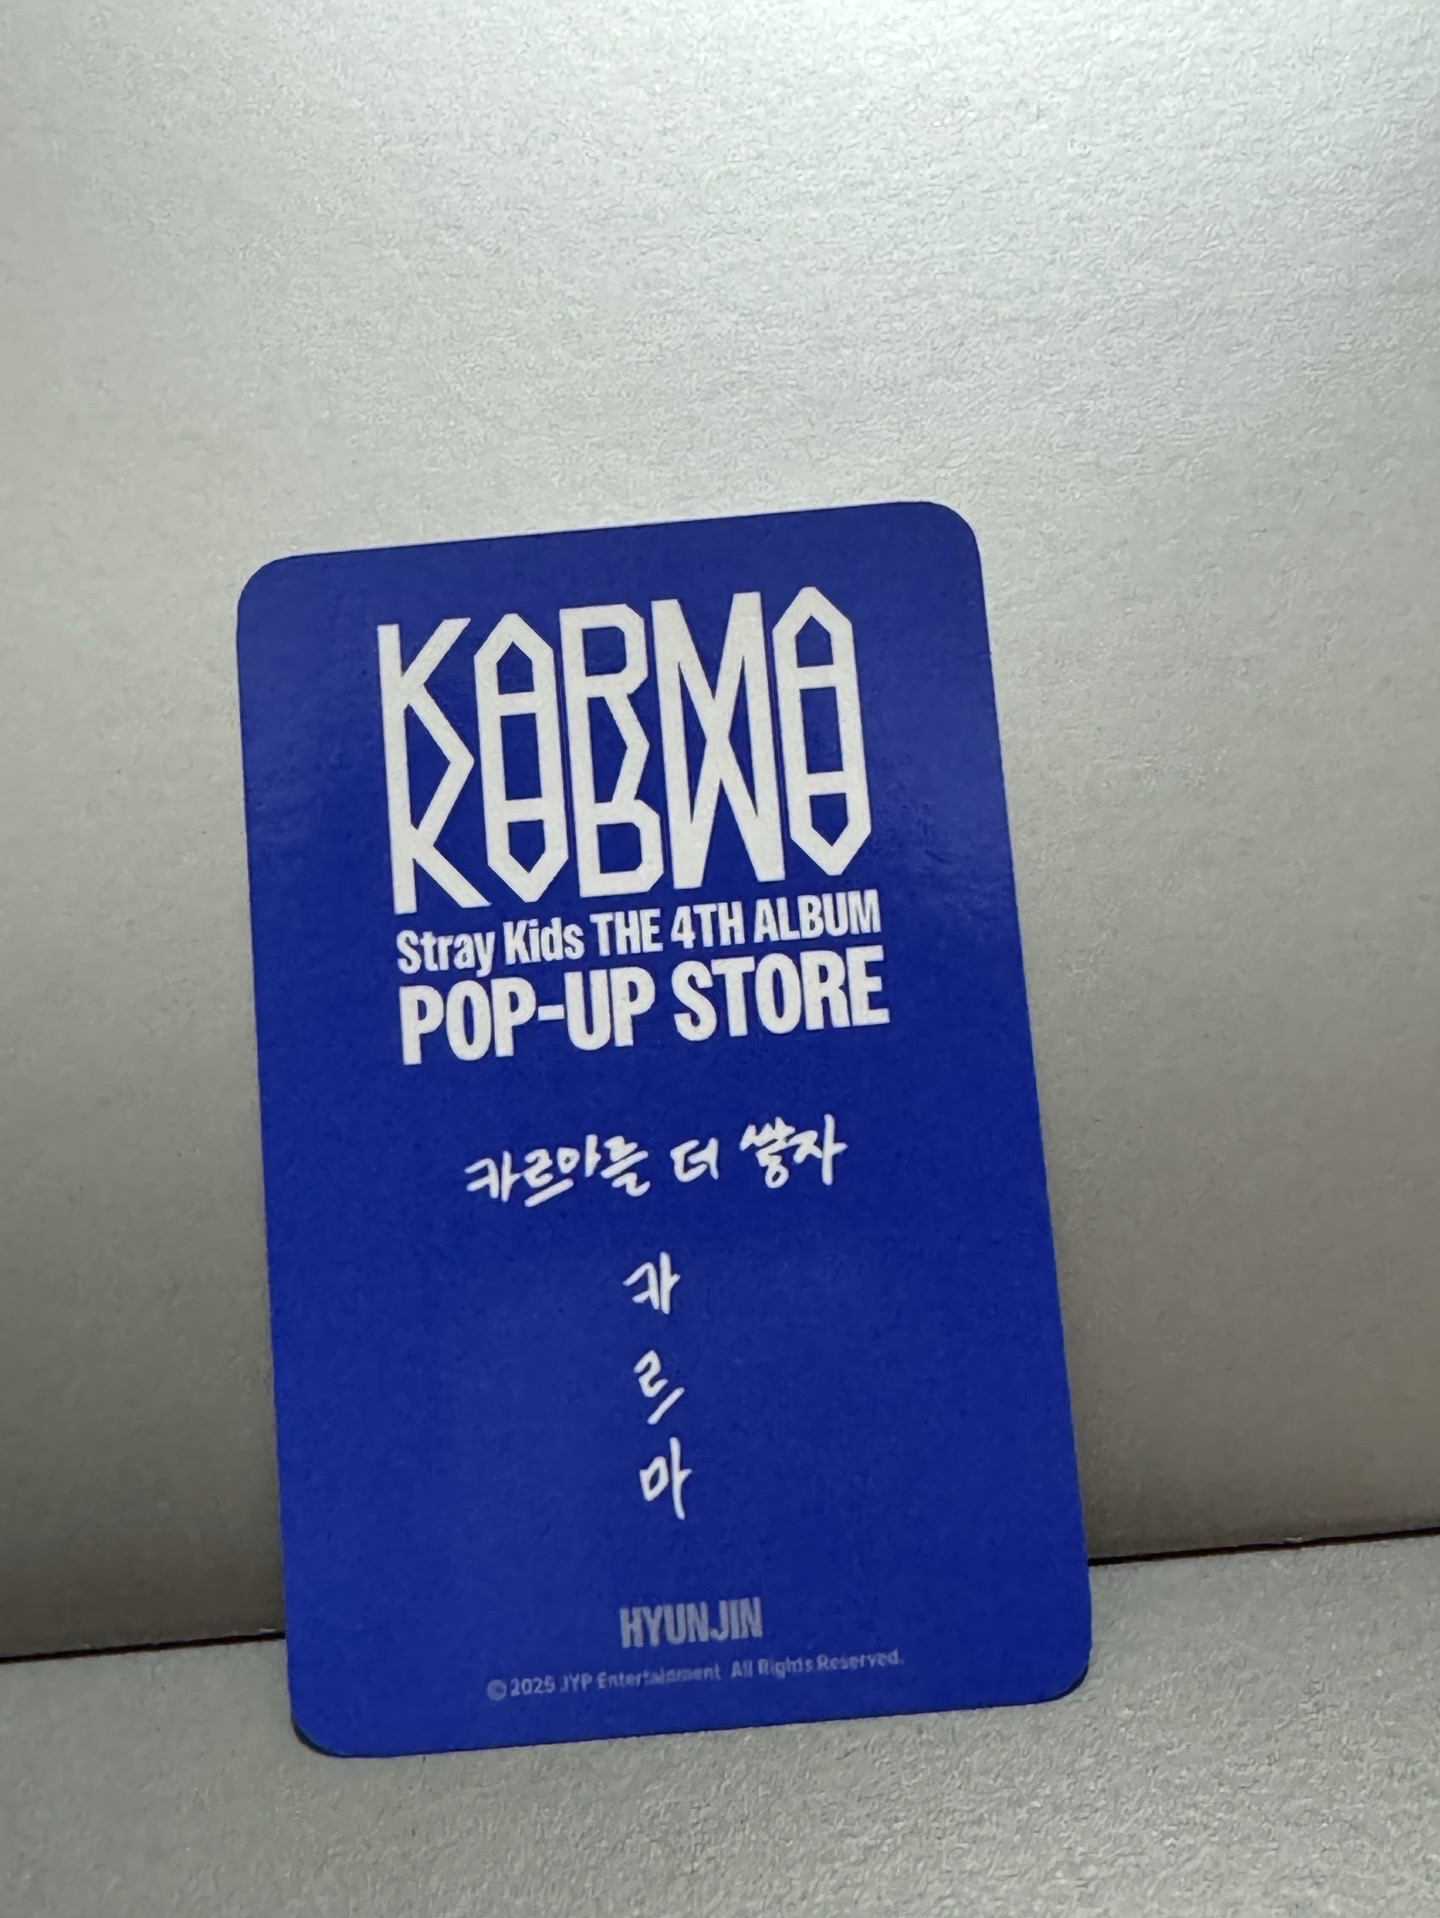 KARMA
Stray Kids THE 4TH ALBUM
POP-UP STORE
카르마를 더 쌓자
카
르
마
HYUNJIN
© 2025 JYP Entertainment All Rights Reserved.